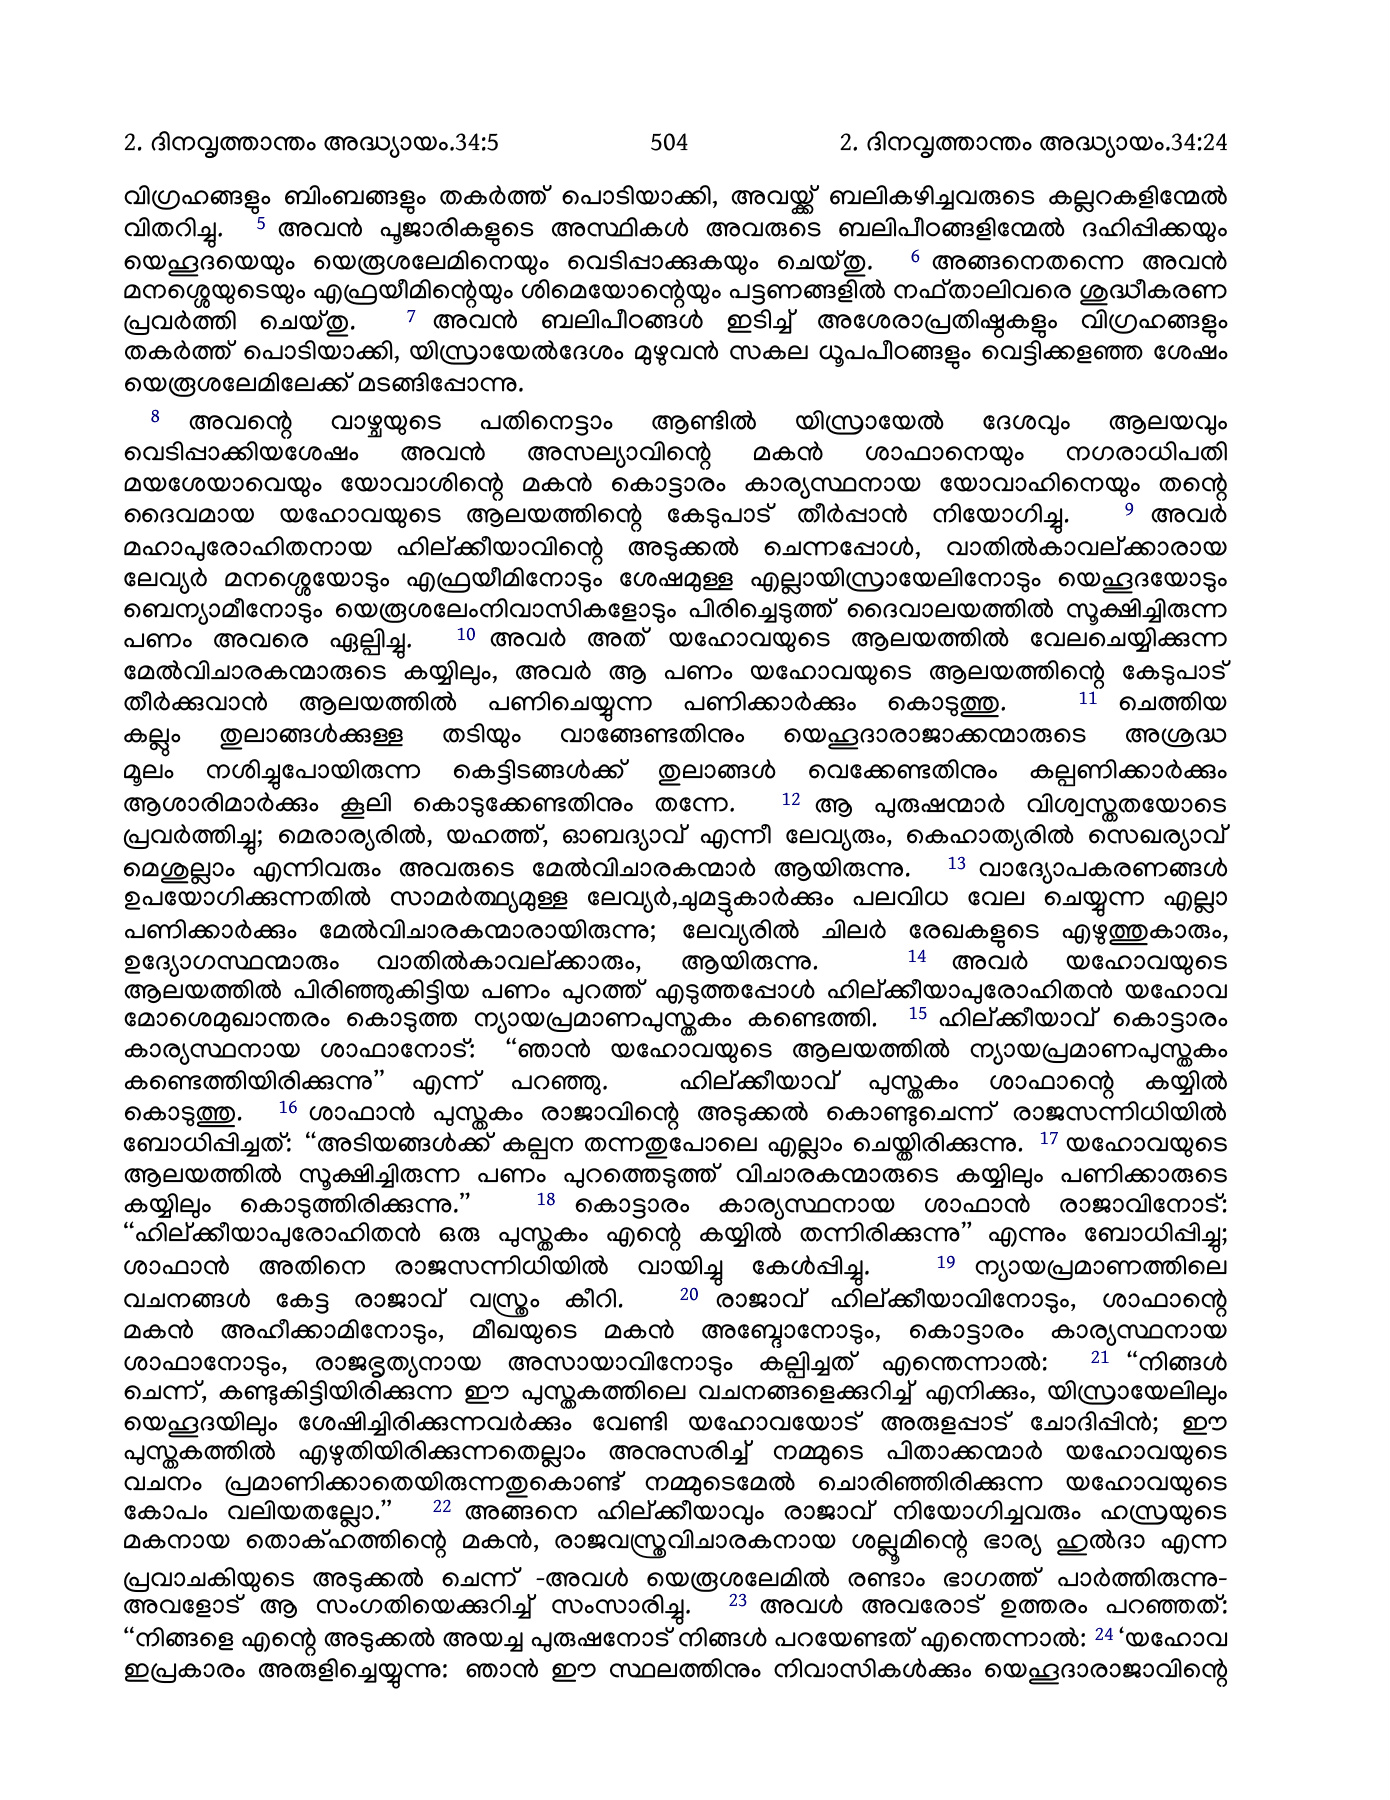 2. ദിനവൃത്താന്തം അദ്ധ്യായം.34:5 504 2. ദിനവൃത്താന്തം അദ്ധ്യായം.34:24
വിഗ്രഹങ്ങളും ബിംബങ്ങളും തകർത്ത് പൊടിയാക്കി, അവയ്ക്ക് ബലികഴിച്ചവരുടെ കല്ലറകളിന്മേൽ
വിതറിച്ചു. 5 അവൻ പൂജാരികളുടെ അസ്ഥികൾ അവരുടെ ബലിപീഠങ്ങളിന്മേൽ ദഹിപ്പിക്കയും
യെഹൂദയെയും യെരൂശലേമിനെയും വെടിപ്പാക്കുകയും ചെയ്തു. 6 അങ്ങനെതന്നെ അവൻ
മനശ്ശെയുടെയും എഫ്രയീമിന്റെയും ശിമെയോന്റെയും പട്ടണങ്ങളിൽ നഫ്താലിവരെ ശുദ്ധീകരണ
പ്രവർത്തി ചെയ്തു. 7 അവൻ ബലിപീഠങ്ങൾ ഇടിച്ച് അശേരാപ്രതിഷ്ഠകളും വിഗ്രഹങ്ങളും
തകർത്ത് പൊടിയാക്കി, യിസ്രായേൽദേശം മുഴുവൻ സകല ധൂപപീഠങ്ങളും വെട്ടിക്കളഞ്ഞ ശേഷം
യെരൂശലേമിലേക്ക് മടങ്ങിപ്പോന്നു.
8 അവന്റെ വാഴ്ചയുടെ പതിനെട്ടാം ആണ്ടിൽ യിസ്രായേൽ ദേശവും ആലയവും
വെടിപ്പാക്കിയശേഷം അവൻ അസല്യാവിന്റെ മകൻ ശാഫാനെയും നഗരാധിപതി
മയശേയാവെയും യോവാശിന്റെ മകൻ കൊട്ടാരം കാര്യസ്ഥനായ യോവാഹിനെയും തന്റെ
ദൈവമായ യഹോവയുടെ ആലയത്തിന്റെ കേടുപാട് തീർപ്പാൻ നിയോഗിച്ചു. 9 അവർ
മഹാപുരോഹിതനായ ഹില്ക്കീയാവിന്റെ അടുക്കൽ ചെന്നപ്പോൾ, വാതിൽകാവല്ക്കാരായ
ലേവ്യർ മനശ്ശെയോടും എഫ്രയീമിനോടും ശേഷമുള്ള എല്ലായിസ്രായേലിനോടും യെഹൂദയോടും
ബെന്യാമീനോടും യെരൂശലേംനിവാസികളോടും പിരിച്ചെടുത്ത് ദൈവാലയത്തിൽ സൂക്ഷിച്ചിരുന്ന
പണം അവരെ ഏല്പിച്ചു. 10 അവർ അത് യഹോവയുടെ ആലയത്തിൽ വേലചെയ്യിക്കുന്ന
മേൽവിചാരകന്മാരുടെ കയ്യിലും, അവർ ആ പണം യഹോവയുടെ ആലയത്തിന്റെ കേടുപാട്
തീർക്കുവാൻ ആലയത്തിൽ പണിചെയ്യുന്ന പണിക്കാർക്കും കൊടുത്തു. 11 ചെത്തിയ
കല്ലും തുലാങ്ങൾക്കുള്ള തടിയും വാങ്ങേണ്ടതിനും യെഹൂദാരാജാക്കന്മാരുടെ അശ്രദ്ധ
മൂലം നശിച്ചുപോയിരുന്ന കെട്ടിടങ്ങൾക്ക് തുലാങ്ങൾ വെക്കേണ്ടതിനും കല്പണിക്കാർക്കും
ആശാരിമാർക്കും കൂലി കൊടുക്കേണ്ടതിനും തന്നേ. 12 ആ പുരുഷന്മാർ വിശ്വസ്തതയോടെ
പ്രവർത്തിച്ചു; മെരാര്യരിൽ, യഹത്ത്, ഓബദ്യാവ് എന്നീ ലേവ്യരും, കെഹാത്യരിൽ സെഖര്യാവ്
മെശുല്ലാം എന്നിവരും അവരുടെ മേൽവിചാരകന്മാർ ആയിരുന്നു. 13 വാദ്യോപകരണങ്ങൾ
ഉപയോഗിക്കുന്നതിൽ സാമർത്ഥ്യമുള്ള ലേവ്യർ,ചുമട്ടുകാർക്കും പലവിധ വേല ചെയ്യുന്ന എല്ലാ
പണിക്കാർക്കും മേൽവിചാരകന്മാരായിരുന്നു; ലേവ്യരിൽ ചിലർ രേഖകളുടെ എഴുത്തുകാരും,
ഉദ്യോഗസ്ഥന്മാരും വാതിൽകാവല്ക്കാരും, ആയിരുന്നു. 14 അവർ യഹോവയുടെ
ആലയത്തിൽ പിരിഞ്ഞുകിട്ടിയ പണം പുറത്ത് എടുത്തപ്പോൾ ഹില്ക്കീയാപുരോഹിതൻ യഹോവ
മോശെമുഖാന്തരം കൊടുത്ത ന്യായപ്രമാണപുസ്തകം കണ്ടെത്തി. 15 ഹില്ക്കീയാവ് കൊട്ടാരം
കാര്യസ്ഥനായ ശാഫാനോട്: “ഞാൻ യഹോവയുടെ ആലയത്തിൽ ന്യായപ്രമാണപുസ്തകം
കണ്ടെത്തിയിരിക്കുന്നു” എന്ന് പറഞ്ഞു. ഹില്ക്കീയാവ് പുസ്തകം ശാഫാന്റെ കയ്യിൽ
കൊടുത്തു. 16 ശാഫാൻ പുസ്തകം രാജാവിന്റെ അടുക്കൽ കൊണ്ടുചെന്ന് രാജസന്നിധിയിൽ
ബോധിപ്പിച്ചത്: “അടിയങ്ങൾക്ക് കല്പന തന്നതുപോലെ എല്ലാം ചെയ്തിരിക്കുന്നു. 17 യഹോവയുടെ
ആലയത്തിൽ സൂക്ഷിച്ചിരുന്ന പണം പുറത്തെടുത്ത് വിചാരകന്മാരുടെ കയ്യിലും പണിക്കാരുടെ
കയ്യിലും കൊടുത്തിരിക്കുന്നു.” 18 കൊട്ടാരം കാര്യസ്ഥനായ ശാഫാൻ രാജാവിനോട്:
“ഹില്ക്കീയാപുരോഹിതൻ ഒരു പുസ്തകം എന്റെ കയ്യിൽ തന്നിരിക്കുന്നു” എന്നും ബോധിപ്പിച്ചു;
ശാഫാൻ അതിനെ രാജസന്നിധിയിൽ വായിച്ചു കേൾപ്പിച്ചു. 19 ന്യായപ്രമാണത്തിലെ
വചനങ്ങൾ കേട്ട രാജാവ് വസ്ത്രം കീറി. 20 രാജാവ് ഹില്ക്കീയാവിനോടും, ശാഫാന്റെ
മകൻ അഹീക്കാമിനോടും, മീഖയുടെ മകൻ അബ്ദോനോടും, കൊട്ടാരം കാര്യസ്ഥനായ
ശാഫാനോടും, രാജഭൃത്യനായ അസായാവിനോടും കല്പിച്ചത് എന്തെന്നാൽ: 21 “നിങ്ങൾ
ചെന്ന്, കണ്ടുകിട്ടിയിരിക്കുന്ന ഈ പുസ്തകത്തിലെ വചനങ്ങളെക്കുറിച്ച് എനിക്കും, യിസ്രായേലിലും
യെഹൂദയിലും ശേഷിച്ചിരിക്കുന്നവർക്കും വേണ്ടി യഹോവയോട് അരുളപ്പാട് ചോദിപ്പിൻ; ഈ
പുസ്തകത്തിൽ എഴുതിയിരിക്കുന്നതെല്ലാം അനുസരിച്ച് നമ്മുടെ പിതാക്കന്മാർ യഹോവയുടെ
വചനം പ്രമാണിക്കാതെയിരുന്നതുകൊണ്ട് നമ്മുടെമേൽ ചൊരിഞ്ഞിരിക്കുന്ന യഹോവയുടെ
കോപം വലിയതല്ലോ.” 22 അങ്ങനെ ഹില്ക്കീയാവും രാജാവ് നിയോഗിച്ചവരും ഹസ്രയുടെ
മകനായ തൊക്ഹത്തിന്റെ മകൻ, രാജവസ്ത്രവിചാരകനായ ശല്ലൂമിന്റെ ഭാര്യ ഹുൽദാ എന്ന
പ്രവാചകിയുടെ അടുക്കൽ ചെന്ന് -അവൾ യെരൂശലേമിൽ രണ്ടാം ഭാഗത്ത് പാർത്തിരുന്നു-
അവളോട് ആ സംഗതിയെക്കുറിച്ച് സംസാരിച്ചു. 23 അവൾ അവരോട് ഉത്തരം പറഞ്ഞത്:
“നിങ്ങളെ എന്റെ അടുക്കൽ അയച്ച പുരുഷനോട് നിങ്ങൾ പറയേണ്ടത് എന്തെന്നാൽ: 24 ‘യഹോവ
ഇപ്രകാരം അരുളിച്ചെയ്യുന്നു: ഞാൻ ഈ സ്ഥലത്തിനും നിവാസികൾക്കും യെഹൂദാരാജാവിന്റെ